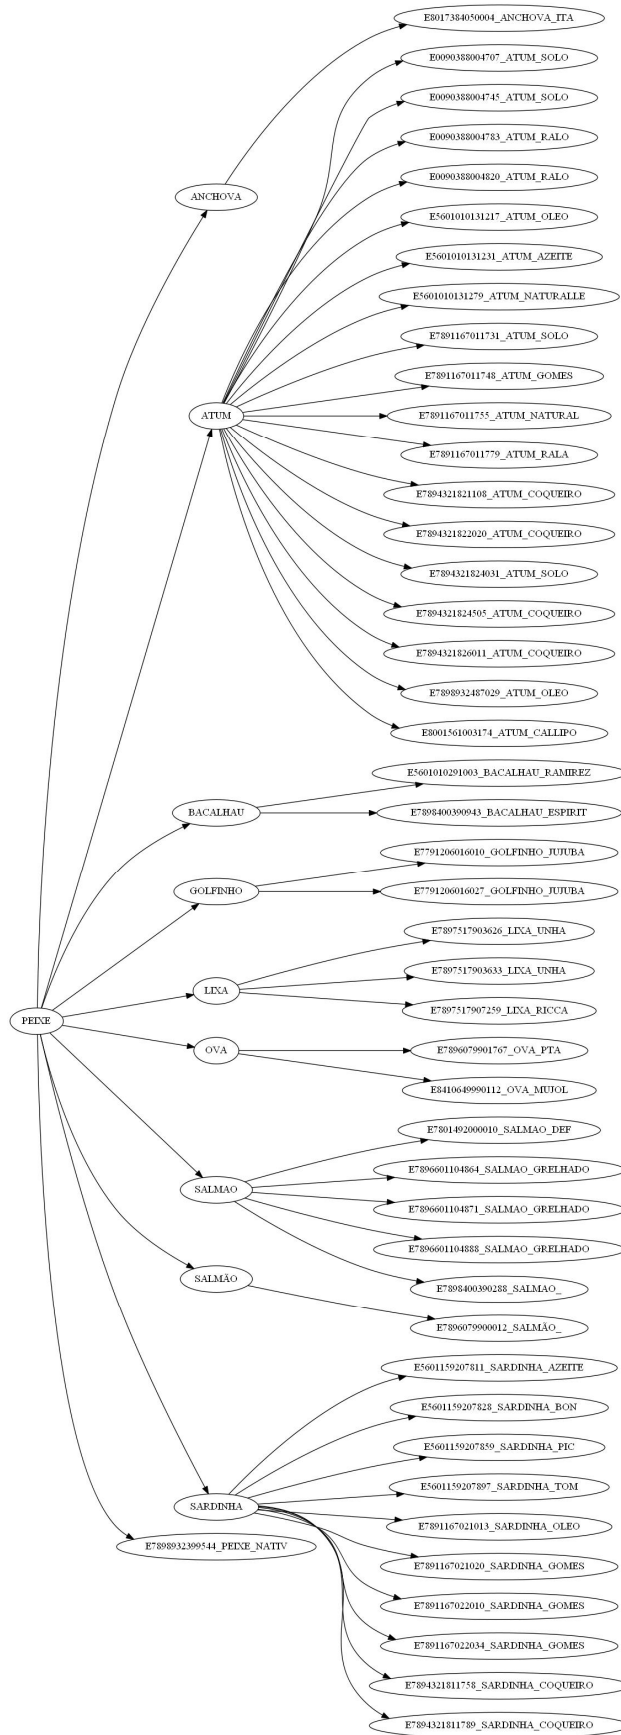 E8017384050004_ANCHOVA_ITA
E0090388004707_ATUM_SOLO
E0090388004745_ATUM_SOLO
E0090388004783_ATUM_RALO
E0090388004820_ATUM_RALO
ANCHOVA
E5601010131217_ATUM_OLEO
E5601010131231_ATUM_AZEITE
E5601010131279_ATUM_NATURALLE
E7891167011731_ATUM_SOLO
E7891167011748_ATUM_GOMES
ATUM
E7891167011755_ATUM_NATURAL
E7891167011779_ATUM_RALA
E7894321821108_ATUM_COQUEIRO
E7894321822020_ATUM_COQUEIRO
E7894321824031_ATUM_SOLO
E7894321824505_ATUM_COQUEIRO
E7894321826011_ATUM_COQUEIRO
E7898932487029_ATUM_OLEO
E8001561003174_ATUM_CALLIPO
E5601010291003_BACALHAU_RAMIREZ
BACALHAU
E7898400390943_BACALHAU_ESPIRIT
E7791206016010_GOLFINHO_JUJUBA
GOLFINHO
E7791206016027_GOLFINHO_JUJUBA
E7897517903626_LIXA_UNHA
E7897517903633_LIXA_UNHA
LIXA
E7897517907259_LIXA_RICCA
PEIXE
OVA
E7896079901767_OVA_PTA
E8410649990112_OVA_MUJOL
E7801492000010_SALMAO_DEF
E7896601104864_SALMAO_GRELHADO
SALMAO
E7896601104871_SALMAO_GRELHADO
E7896601104888_SALMAO_GRELHADO
SALMÃO
E7898400390288_SALMAO_
E7896079900012_SALMÃO_
E5601159207811_SARDINHA_AZEITE
E5601159207828_SARDINHA_BON
E5601159207859_SARDINHA_PIC
E5601159207897_SARDINHA_TOM
SARDINHA
E7891167021013_SARDINHA_OLEO
E7898932399544_PEIXE_NATIV
E7891167021020_SARDINHA_GOMES
E7891167022010_SARDINHA_GOMES
E7891167022034_SARDINHA_GOMES
E7894321811758_SARDINHA_COQUEIRO
E7894321811789_SARDINHA_COQUEIRO